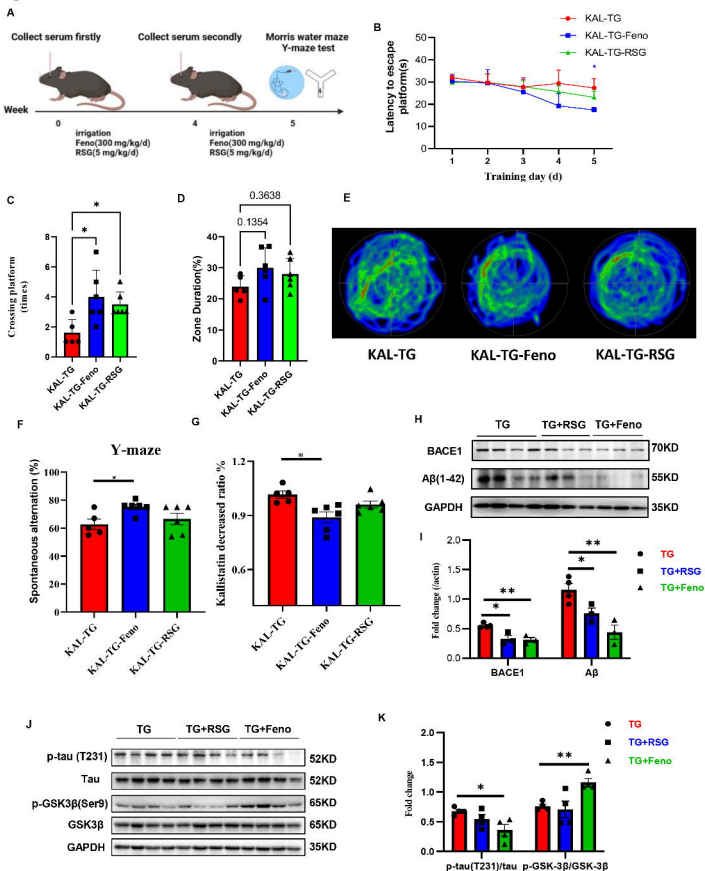 A
Collect serum firstly
Collect serum secondly
Morris water maze
Y-maze test
Week
0
4
5
irrigation
Feno(300 mg/kg/d)
RSG(5 mg/kg/d)
irrigation
Feno(300 mg/kg/d)
RSG(5 mg/kg/d)
B
KAL-TG
KAL-TG-Feno
KAL-TG-RSG
Latency to escape
platform(s)
50
40
30
20
10
0
*
1 2 3 4 5
Training day (d)
C
Crossing platform
(times)
8
6
4
2
0
*
*
KAL-TG
KAL-TG-Feno
KAL-TG-RSG
D
Zone Duration(%)
40
30
20
10
0
0.3638
0.1354
KAL-TG
KAL-TG-Feno
KAL-TG-RSG
E
KAL-TG
KAL-TG-Feno
KAL-TG-RSG
F
Y-maze
Spontaneous alternation (%)
100
80
60
40
20
0
*
KAL-TG
KAL-TG-Feno
KAL-TG-RSG
G
Kallistatin decreased ratio %
1.2
0.9
0.6
*
KAL-TG
KAL-TG-Feno
KAL-TG-RSG
H
TG TG+RSG TG+Feno
BACE1 70KD
Aβ(1-42) 55KD
GAPDH 35KD
I
Fold change (/actin)
2.0
1.5
1.0
0.5
0.0
TG
TG+RSG
TG+Feno
*
**
*
**
BACE1 Aβ
J
TG TG+RSG TG+Feno
p-tau (T231) 52KD
Tau 52KD
p-GSK3β(Ser9) 65KD
GSK3β 65KD
GAPDH 35KD
K
Fold change
2.0
1.5
1.0
0.5
0.0
TG
TG+RSG
TG+Feno
*
**
p-tau(T231)/tau p-GSK-3β/GSK-3β